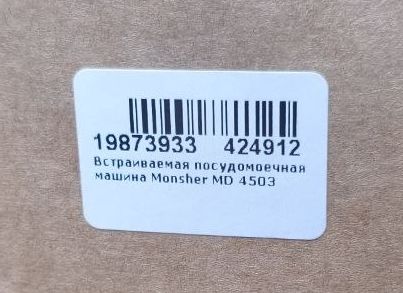 19873933 424912
Встраиваемая посудомоечная
машина Monsher MD 4503